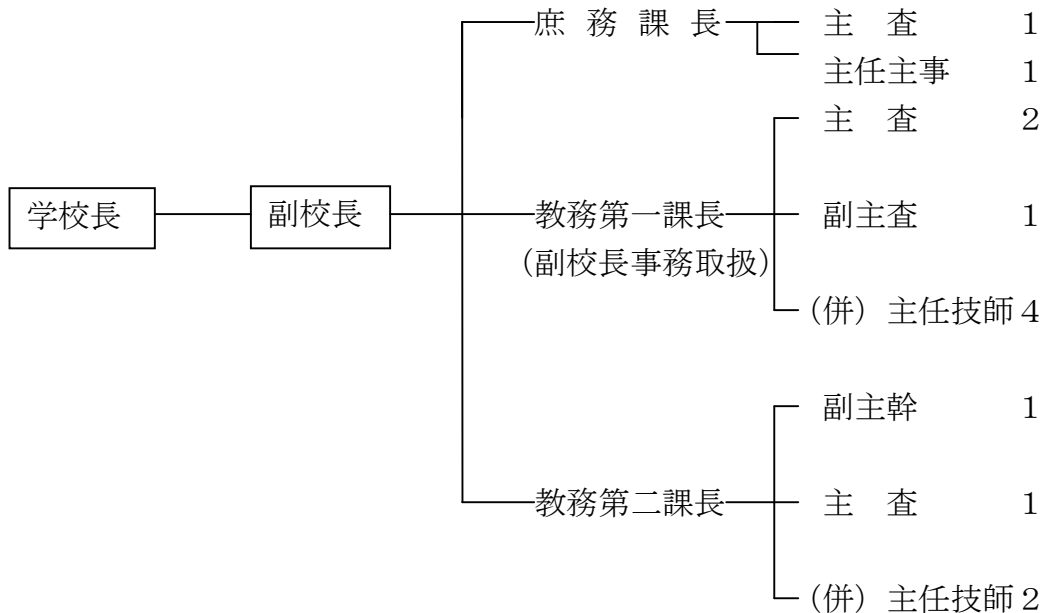 庶務課長 主査 1
主任主事 1
主査 2
学校長 副校長 教務第一課長 副主査 1
(副校長事務取扱)
(併) 主任技師 4
副主幹 1
教務第二課長 主査 1
(併) 主任技師 2